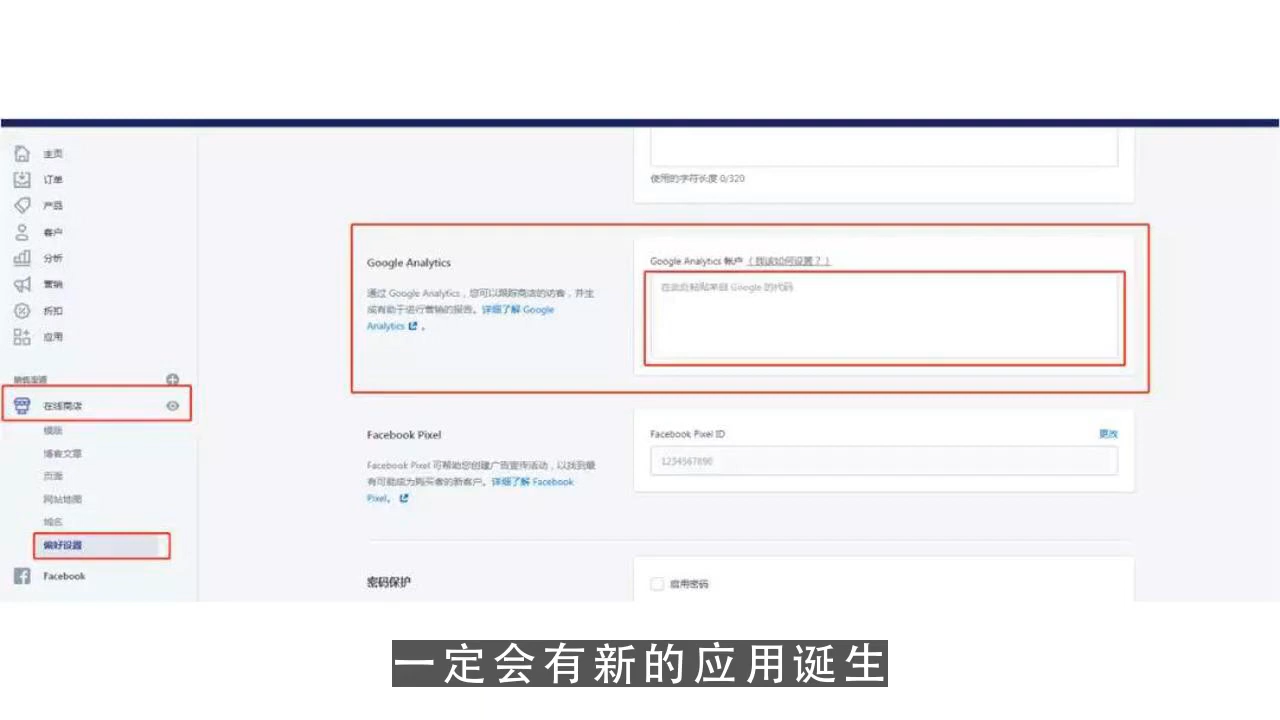 主页
订单
产品
客户
分析
营销
折扣
应用
销售渠道
在线商店
模板
博客文章
页面
网站地图
域名
偏好设置
Facebook
使用的字符长度 0/320
Google Analytics
通过 Google Analytics，您可以跟踪商店的访客，并生
成有助于进行营销的报告。详细了解 Google
Analytics 。
Google Analytics 帐户 （我该如何设置？）
在此处粘贴来自 Google 的代码
Facebook Pixel
Facebook Pixel 可帮助您创建广告宣传活动，以找到最
有可能成为购买者的新客户。详细了解 Facebook
Pixel。
Facebook Pixel ID
更改
1234567890
密码保护
启用密码
一定会有新的应用诞生